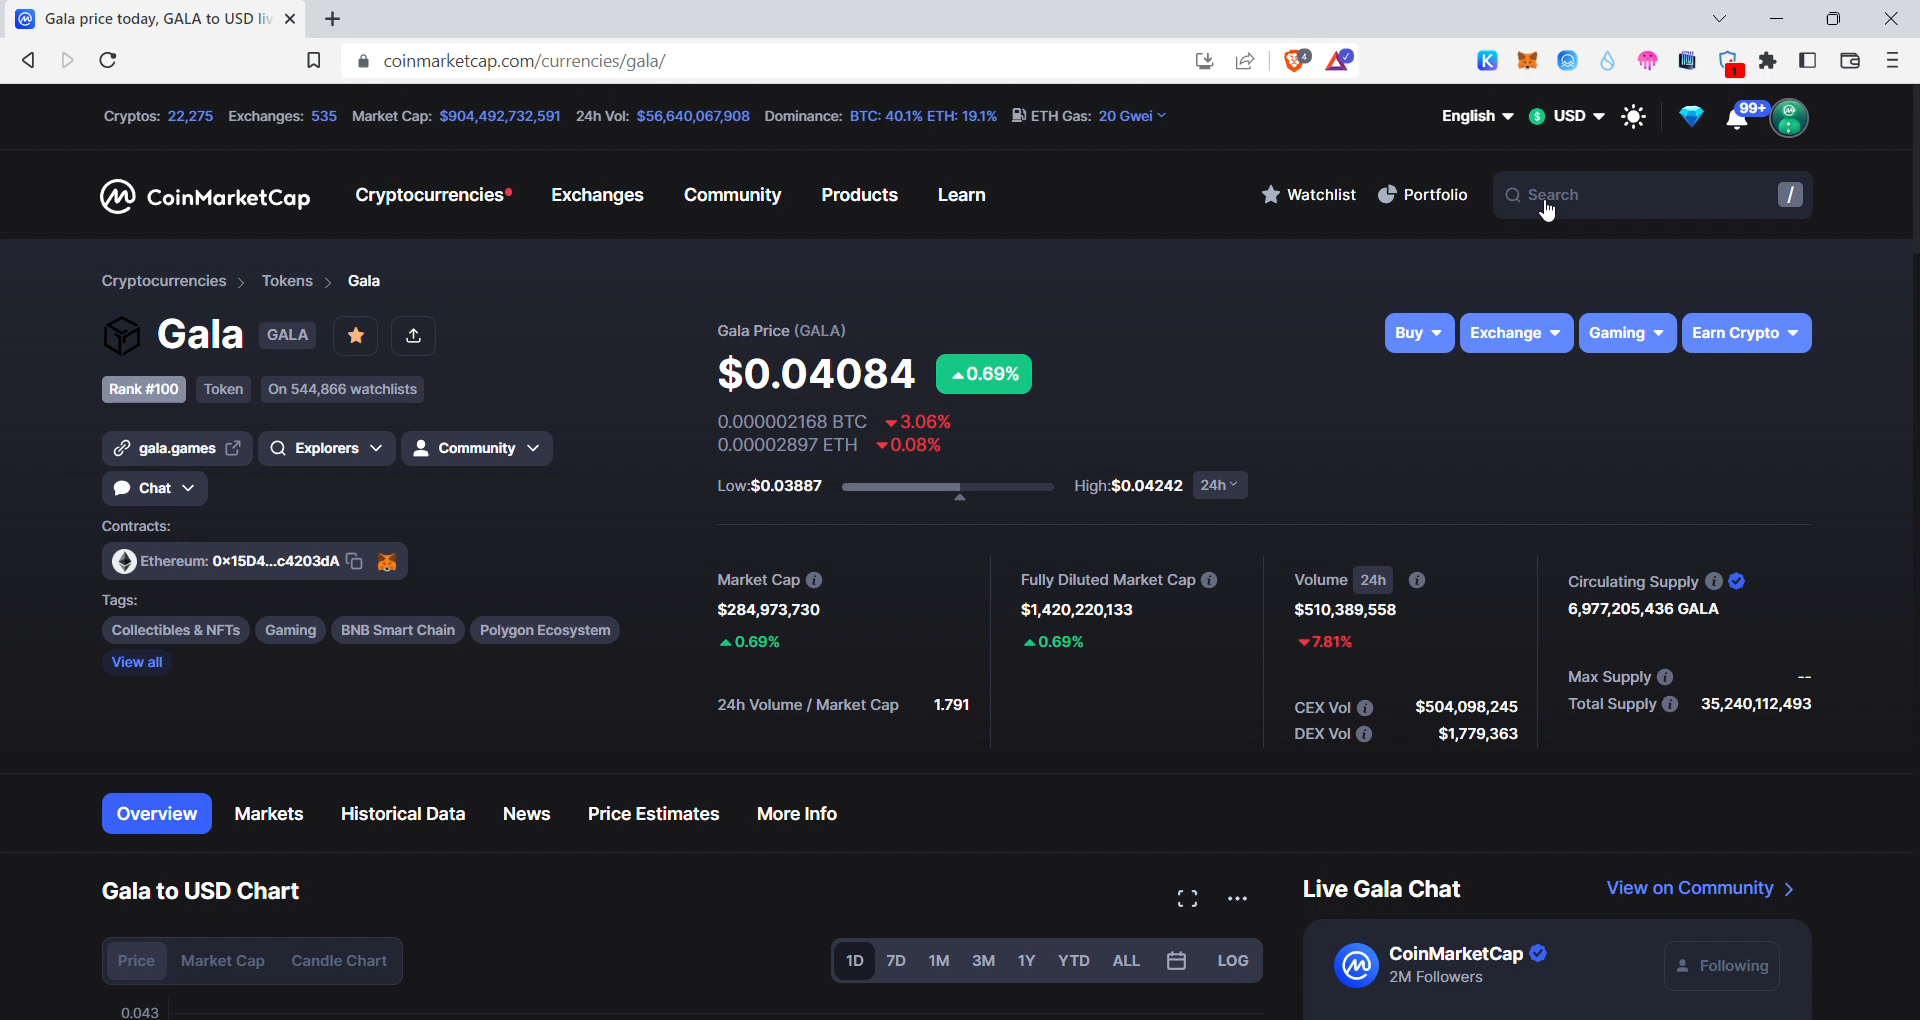 Gala price today, GALA to USD liv
coinmarketcap.com/currencies/gala/
4
1
Cryptos: 22,275 Exchanges: 535 Market Cap: $904,492,732,591 24h Vol: $56,640,067,908 Dominance: BTC: 40.1% ETH: 19.1% ETH Gas: 20 Gwei
English $ USD 99+
CoinMarketCap Cryptocurrencies Exchanges Community Products Learn Watchlist Portfolio Search /
Cryptocurrencies > Tokens > Gala
Gala GALA
Rank #100 Token On 544,866 watchlists
gala.games Explorers Community
Chat
Contracts:
Ethereum: 0x15D4...c4203dA
Tags:
Collectibles & NFTs Gaming BNB Smart Chain Polygon Ecosystem
View all
Gala Price (GALA)
$0.04084 0.69%
0.000002168 BTC 3.06%
0.00002897 ETH 0.08%
Low:$0.03887 High:$0.04242 24h
Buy Exchange Gaming Earn Crypto
Market Cap
$284,973,730
0.69%
24h Volume / Market Cap 1.791
Fully Diluted Market Cap
$1,420,220,133
0.69%
Volume 24h
$510,389,558
7.81%
CEX Vol $504,098,245
DEX Vol $1,779,363
Circulating Supply
6,977,205,436 GALA
Max Supply --
Total Supply 35,240,112,493
Overview Markets Historical Data News Price Estimates More Info
Gala to USD Chart
Price Market Cap Candle Chart
1D 7D 1M 3M 1Y YTD ALL LOG
0.043
Live Gala Chat View on Community >
CoinMarketCap
2M Followers
Following